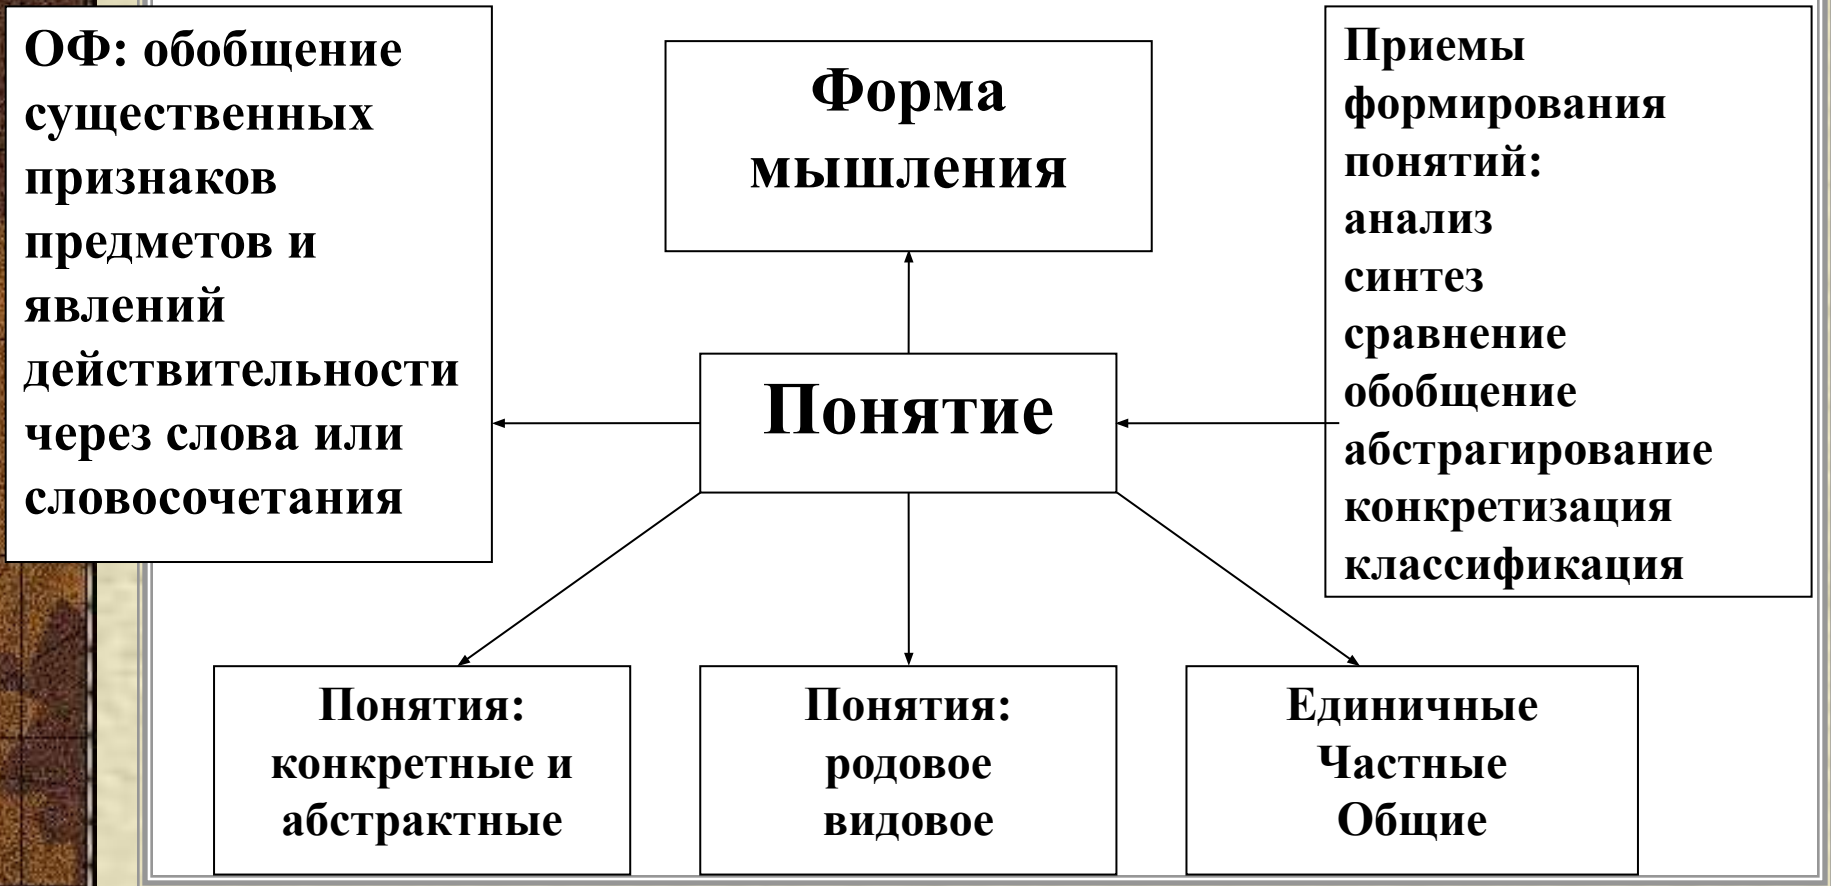 ОФ: обобщение
существенных
признаков
предметов и
явлений
действительности
через слова или
словосочетания
Форма
мышления
Приемы
формирования
понятий:
анализ
синтез
сравнение
обобщение
абстрагирование
конкретизация
классификация
Понятие
Понятия:
конкретные и
абстрактные
Понятия:
родовое
видовое
Единичные
Частные
Общие